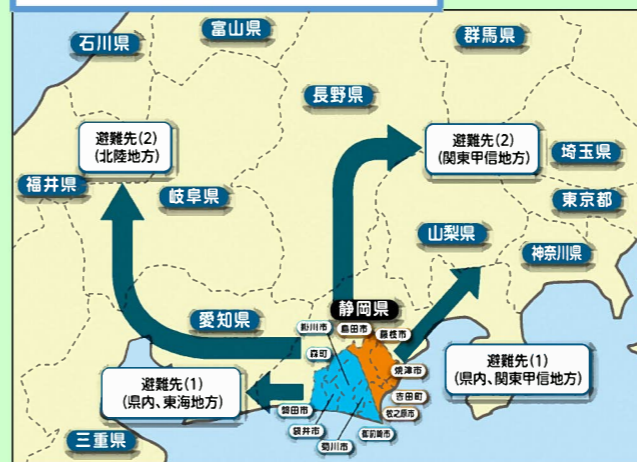 富山県
石川県
群馬県
長野県
避難先(2)
(北陸地方)
避難先(2)
(関東甲信地方)
埼玉県
福井県
岐阜県
東京都
山梨県
神奈川県
静岡県
愛知県
掛川市
島田市
藤枝市
森町
避難先(1)
(県内、関東甲信地方)
焼津市
避難先(1)
(県内、東海地方)
吉田町
磐田市
牧之原市
袋井市
御前崎市
菊川市
三重県